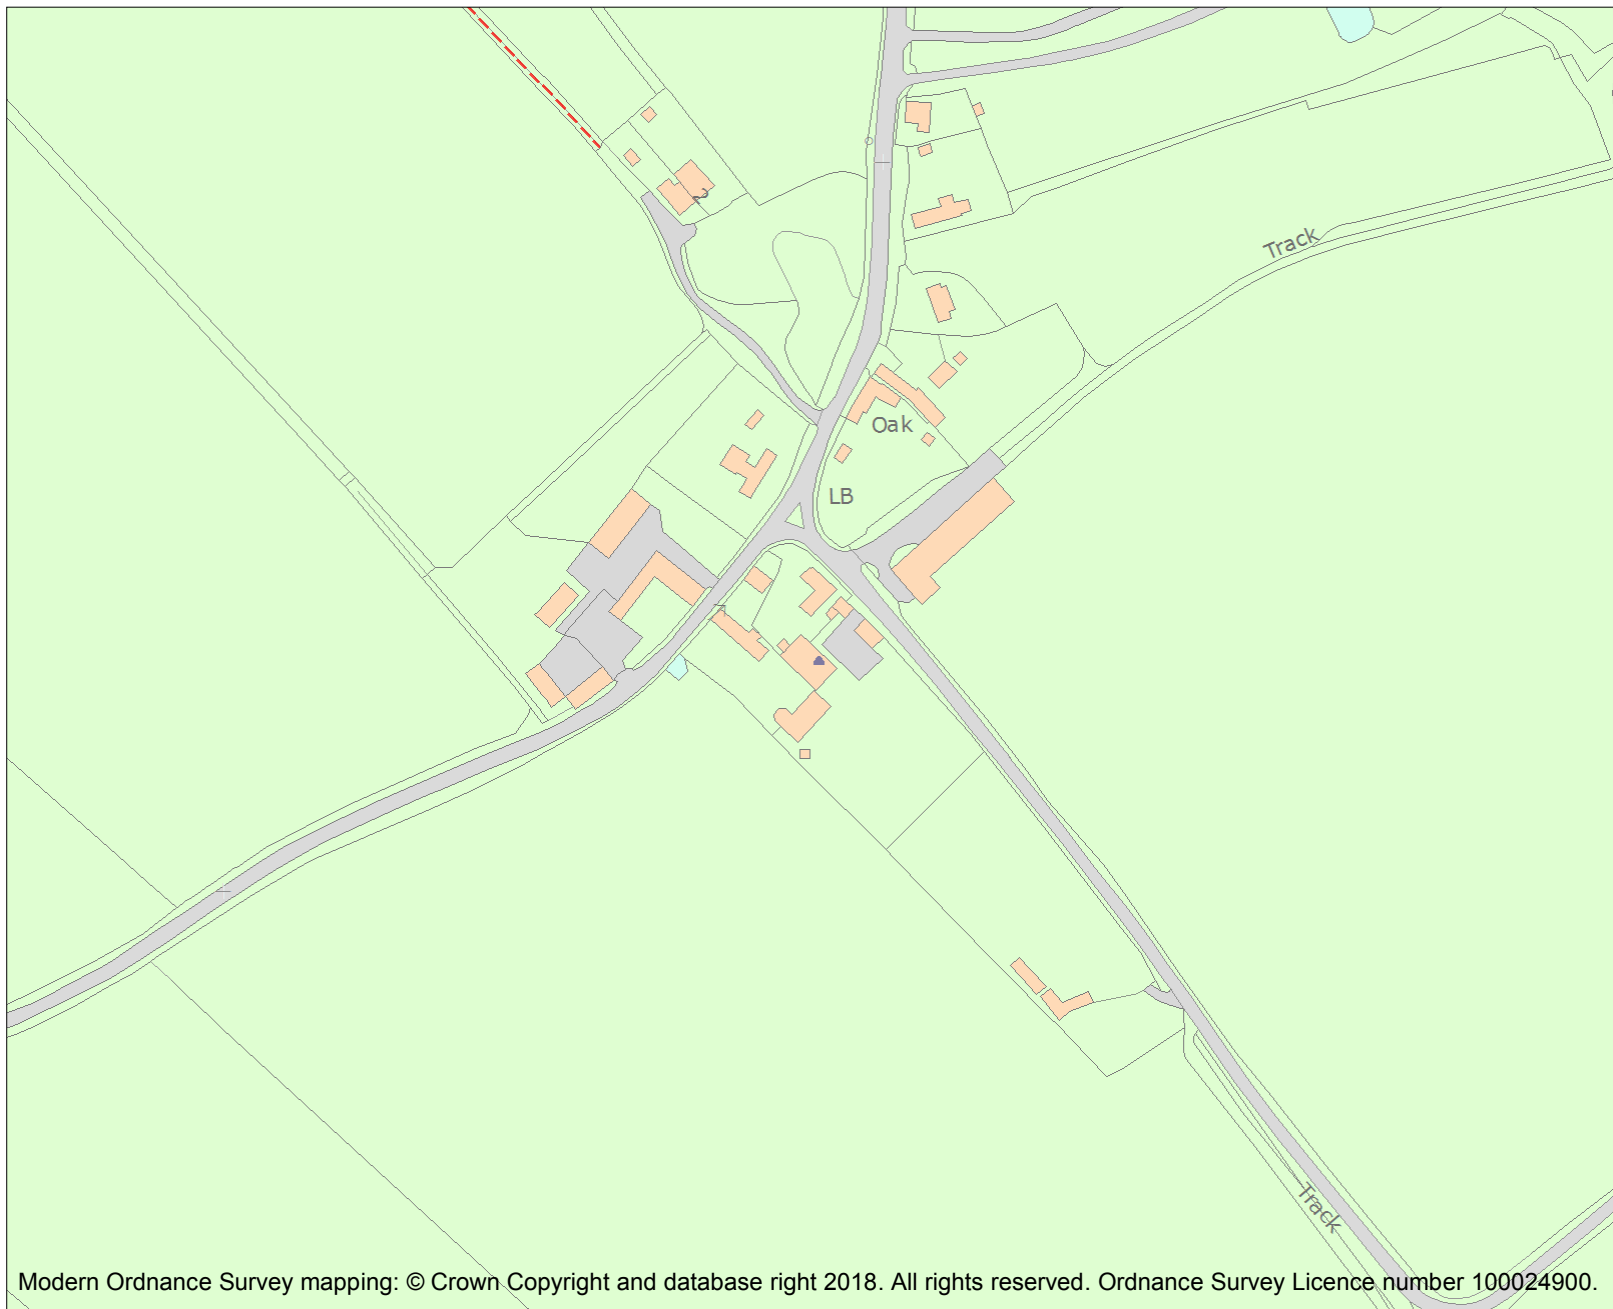 2
Track
Oak
LB
Track
Modern Ordnance Survey mapping: © Crown Copyright and database right 2018. All rights reserved. Ordnance Survey Licence number 100024900.